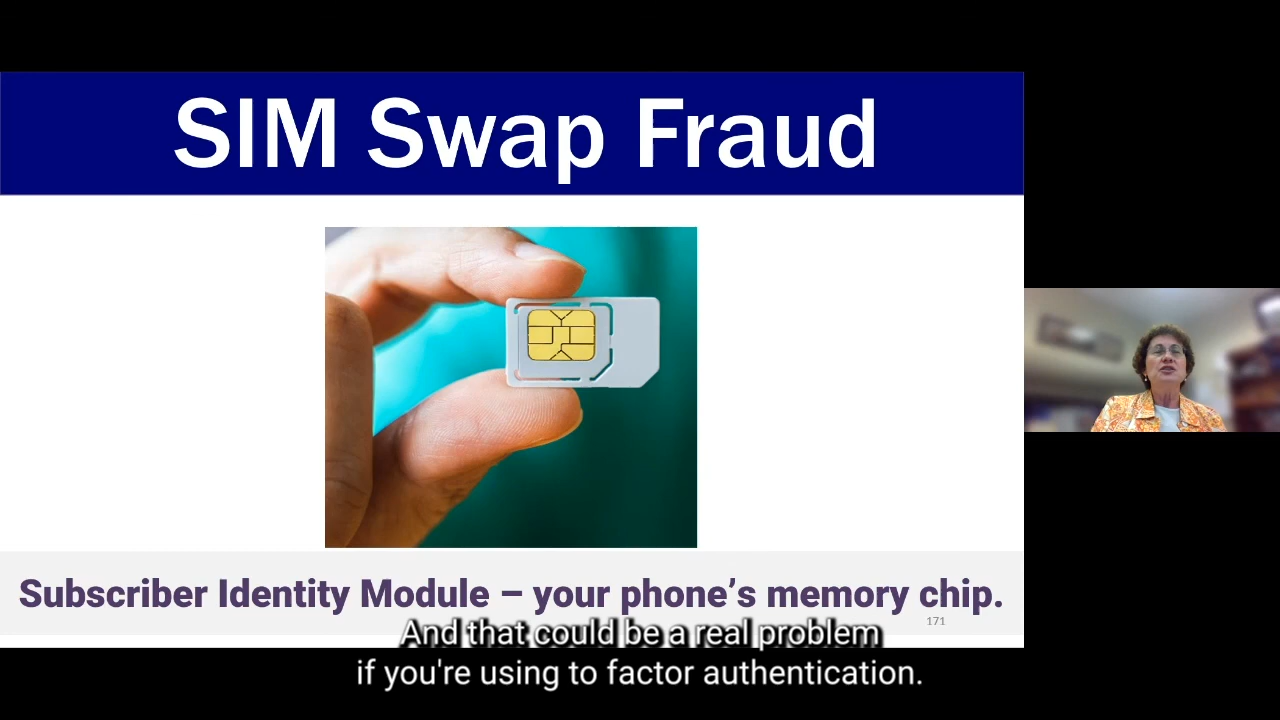 SIM Swap Fraud
Subscriber Identity Module – your phone’s memory chip.
171
And that could be a real problem
if you're using to factor authentication.